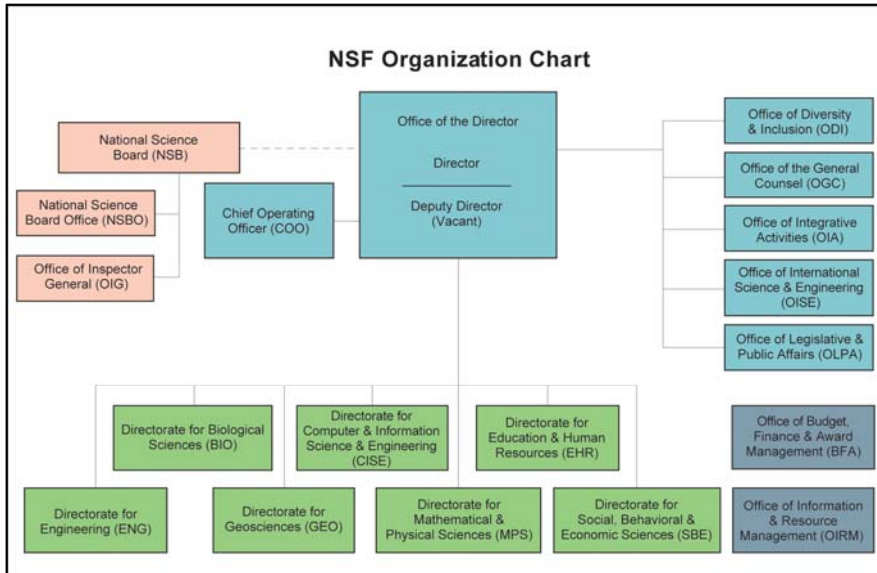 NSF Organization Chart
Office of the Director
Director
Deputy Director
(Vacant)
National Science
Board (NSB)
National Science
Board Office (NSBO)
Office of Inspector
General (OIG)
Chief Operating
Officer (COO)
Office of Diversity
& Inclusion (ODI)
Office of the General
Counsel (OGC)
Office of Integrative
Activities (OIA)
Office of International
Science & Engineering
(OISE)
Office of Legislative &
Public Affairs (OLPA)
Directorate for Biological
Sciences (BIO)
Directorate for
Computer & Information
Science & Engineering
(CISE)
Directorate for
Education & Human
Resources (EHR)
Office of Budget,
Finance & Award
Management (BFA)
Directorate for
Engineering (ENG)
Directorate for
Geosciences (GEO)
Directorate for
Mathematical &
Physical Sciences (MPS)
Directorate for
Social, Behavioral &
Economic Sciences (SBE)
Office of Information
& Resource
Management (OIRM)